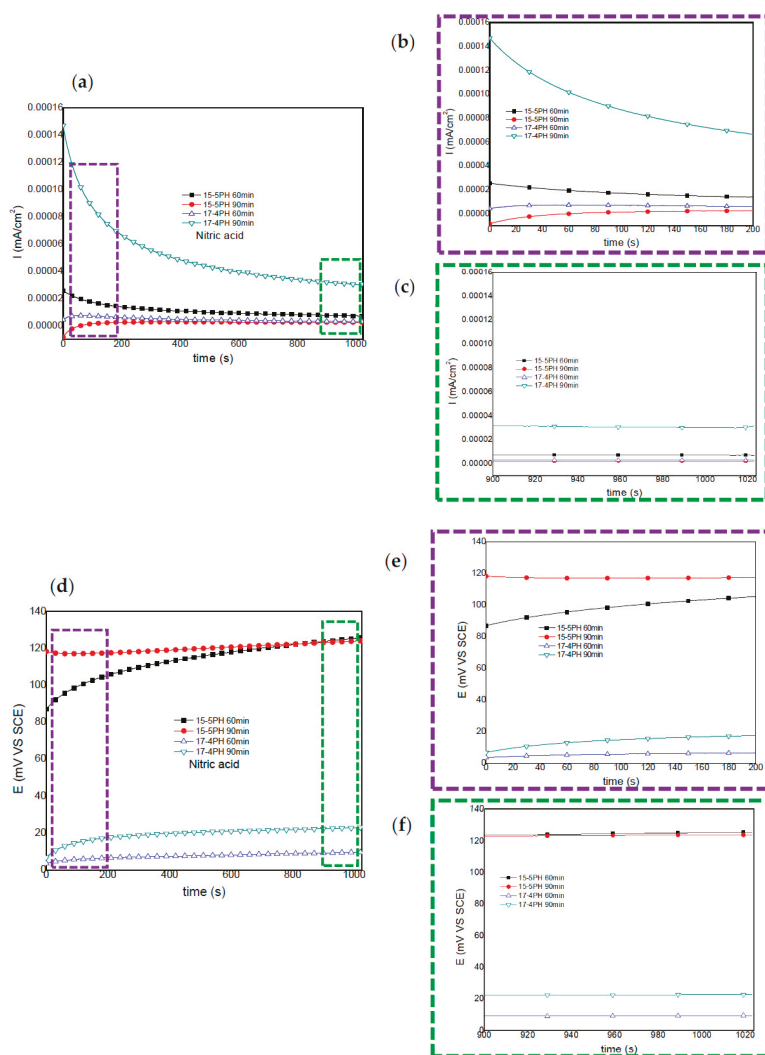 (a)
I (mA/cm²)
0.00016
0.00014
0.00012
0.00010
0.00008
0.00006
0.00004
0.00002
0.00000
15-5PH 60min
15-5PH 90min
17-4PH 60min
17-4PH 90min
Nitric acid
0 200 400 600 800 1000
time (s)
(b)
I (mA/cm²)
0.00016
0.00014
0.00012
0.00010
0.00008
0.00006
0.00004
0.00002
0.00000
15-5PH 60min
15-5PH 90min
17-4PH 60min
17-4PH 90min
0 20 40 60 80 100 120 140 160 180 200
time (s)
(c)
I (mA/cm²)
0.00016
0.00014
0.00012
0.00010
0.00008
0.00006
0.00004
0.00002
0.00000
15-5PH 60min
15-5PH 90min
17-4PH 60min
17-4PH 90min
900 920 940 960 980 1000 1020
time (s)
(d)
E (mV VS SCE)
140
120
100
80
60
40
20
0
15-5PH 60min
15-5PH 90min
17-4PH 60min
17-4PH 90min
Nitric acid
0 200 400 600 800 1000
time (s)
(e)
E (mV VS SCE)
140
120
100
80
60
40
20
0
15-5PH 60min
15-5PH 90min
17-4PH 60min
17-4PH 90min
0 20 40 60 80 100 120 140 160 180 200
time (s)
(f)
E (mV VS SCE)
140
120
100
80
60
40
20
0
15-5PH 60min
15-5PH 90min
17-4PH 60min
17-4PH 90min
900 920 940 960 980 1000 1020
time (s)